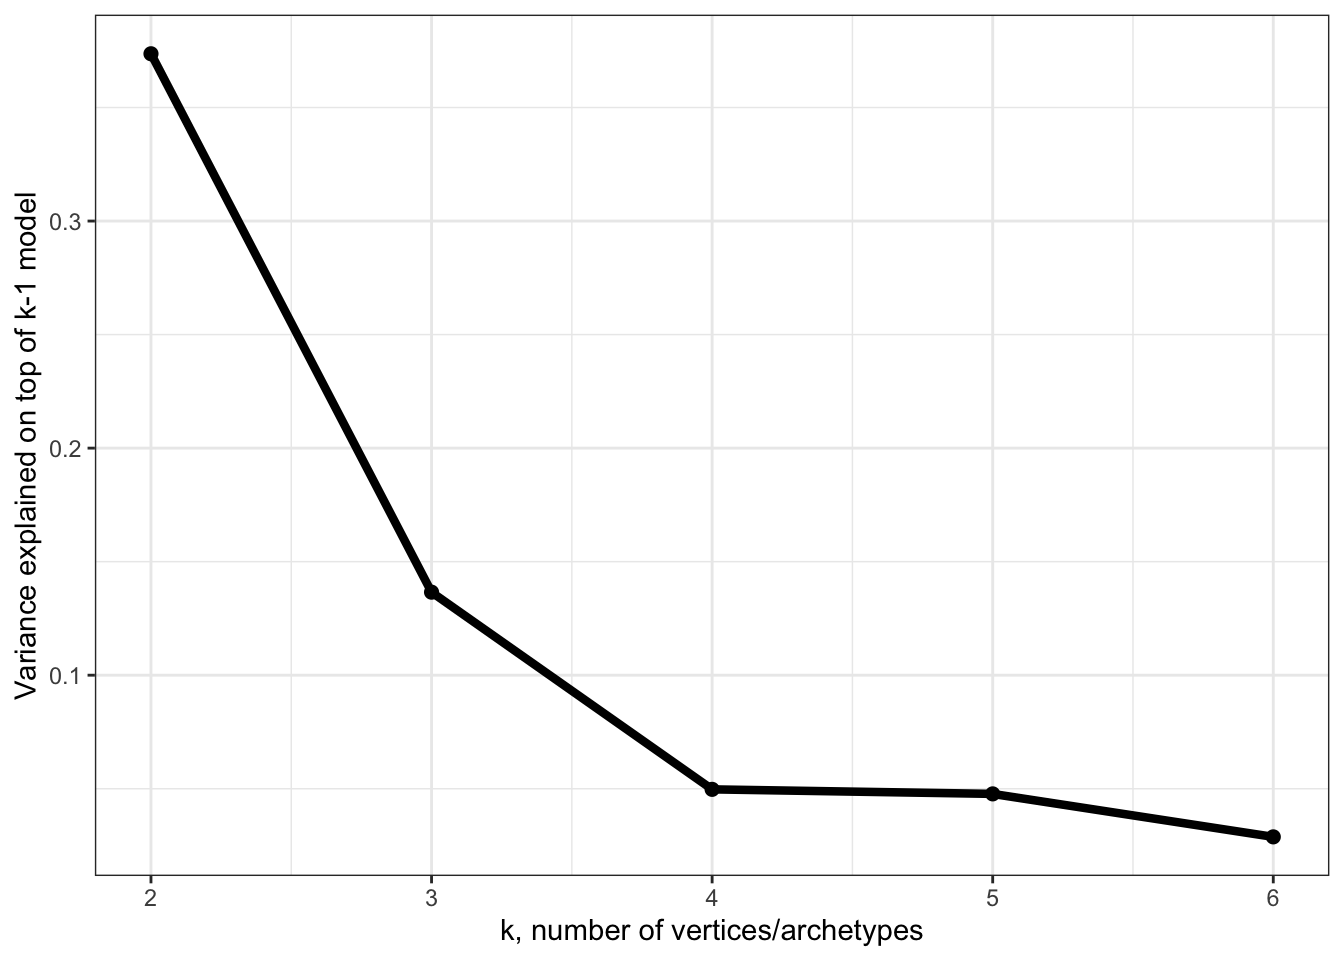 Variance explained on top of k-1 model
0.3
0.2
0.1
2 3 4 5 6
k, number of vertices/archetypes